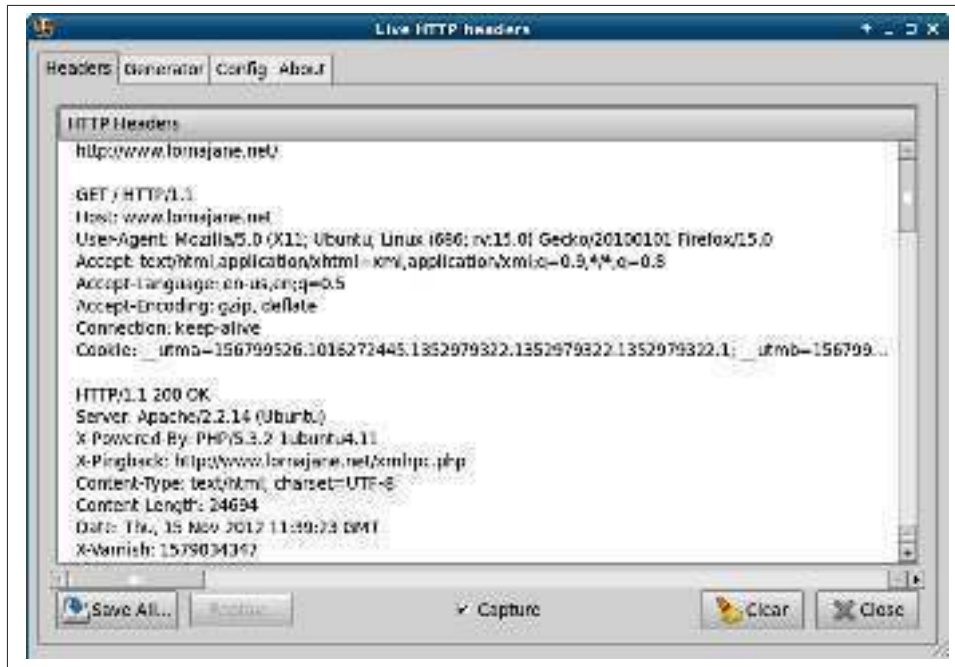 Live HTTP headers
Headers Generator Config About
HTTP Headers
http://www.lornajane.net/
GET / HTTP/1.1
Host: www.lornajane.net
User-Agent: Mozilla/5.0 (X11; Ubuntu; Linux i686; rv:15.0) Gecko/20100101 Firefox/15.0
Accept: text/html,application/xhtml+xml,application/xml;q=0.9,*/*;q=0.8
Accept-Language: en-us,en;q=0.5
Accept-Encoding: gzip, deflate
Connection: keep-alive
Cookie: __utma=156799526.1016272445.1352979322.1352979322.1352979322.1; __utmb=156799...
HTTP/1.1 200 OK
Server: Apache/2.2.14 (Ubuntu)
X-Powered-By: PHP/5.3.2-1ubuntu4.11
X-Pingback: http://www.lornajane.net/xmlrpc.php
Content-Type: text/html; charset=UTF-8
Content-Length: 24694
Date: Thu, 15 Nov 2012 11:39:23 GMT
X-Varnish: 1579034347
Save All... Capture Clear Close